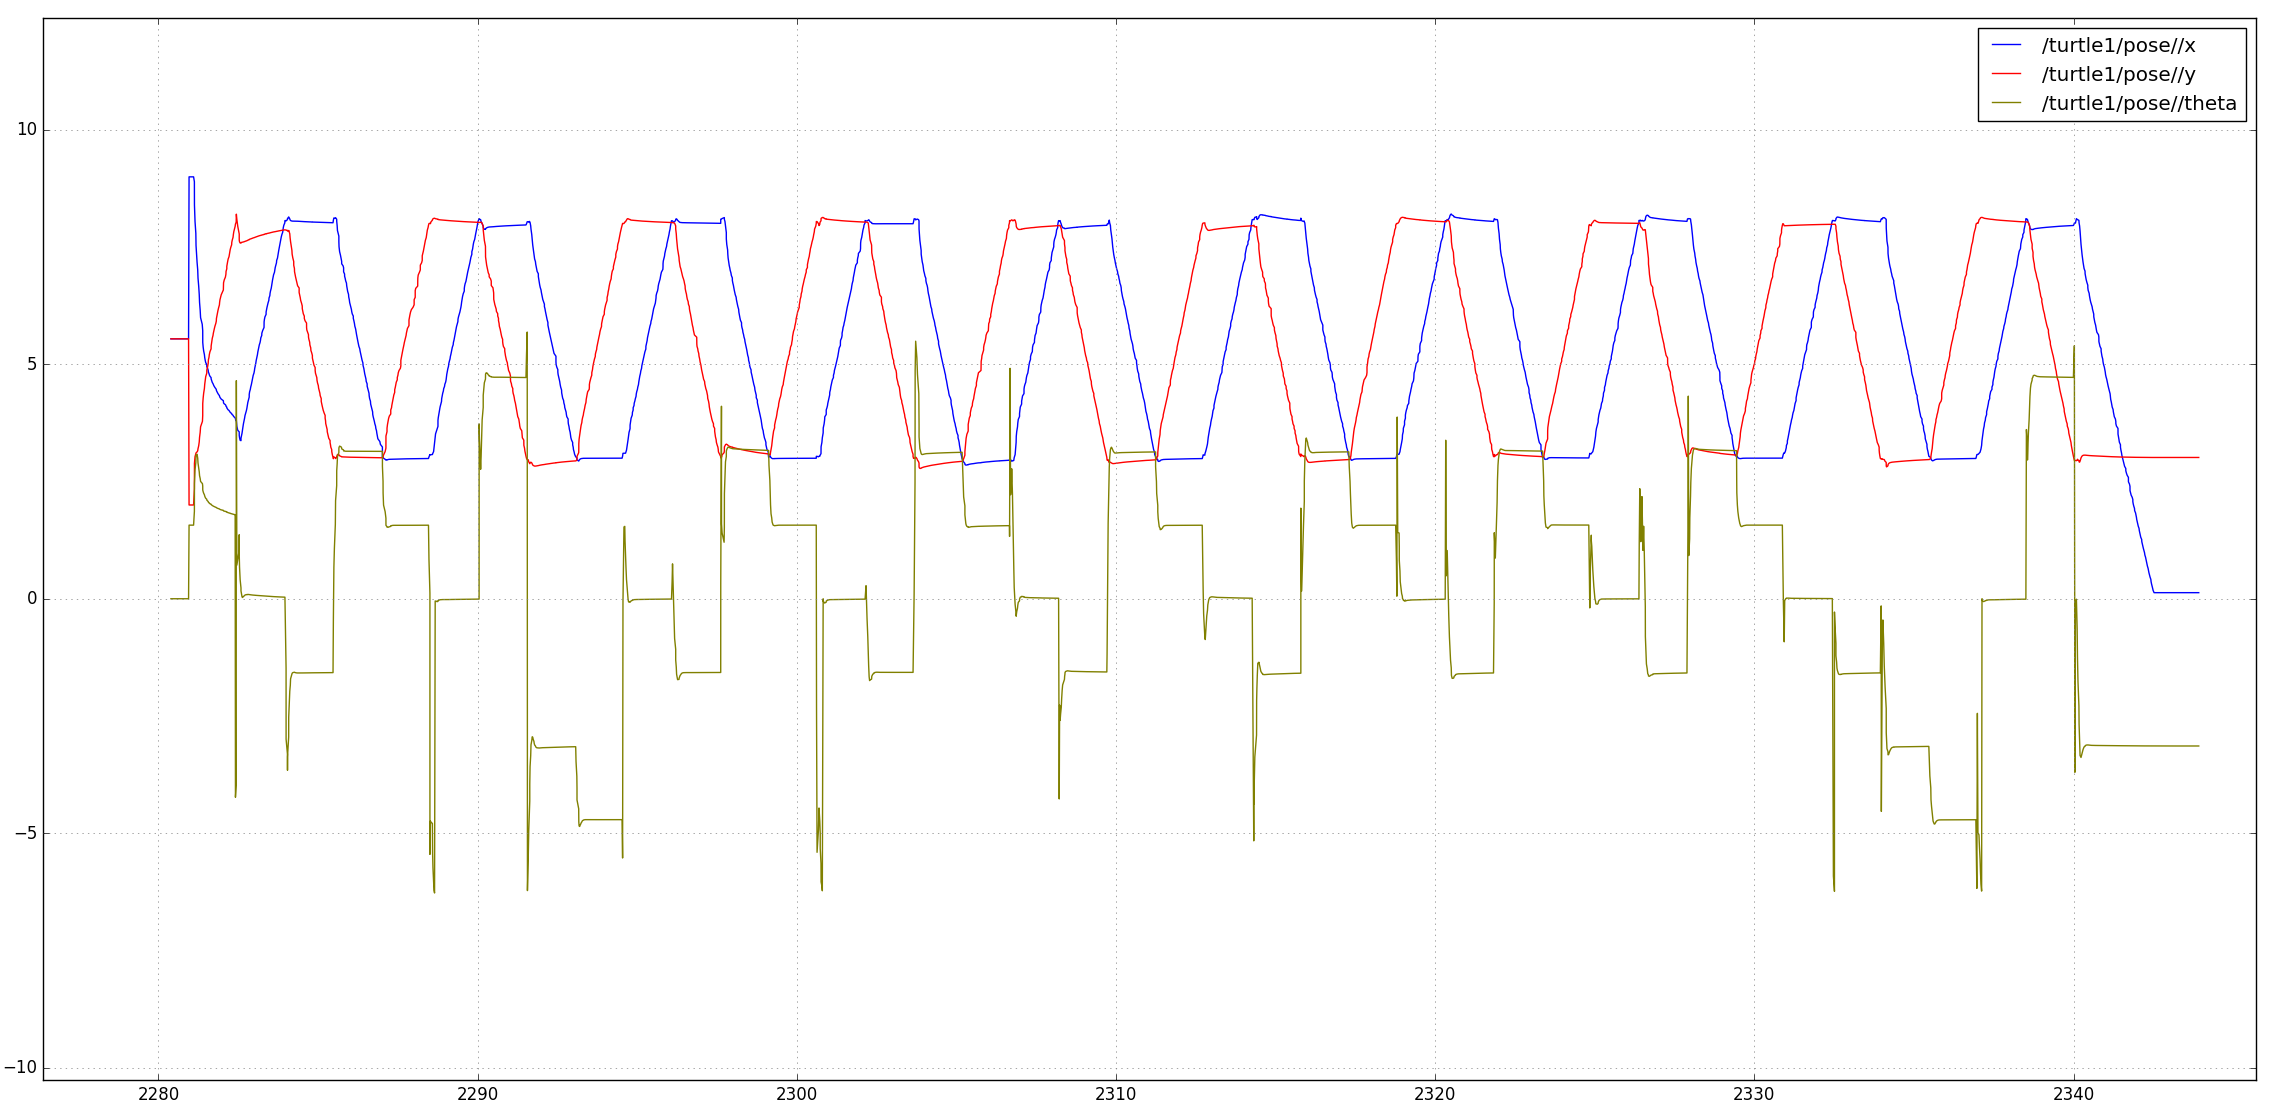 /turtle1/pose//x
/turtle1/pose//y
/turtle1/pose//theta
10
5
0
−5
−10
2280 2290 2300 2310 2320 2330 2340